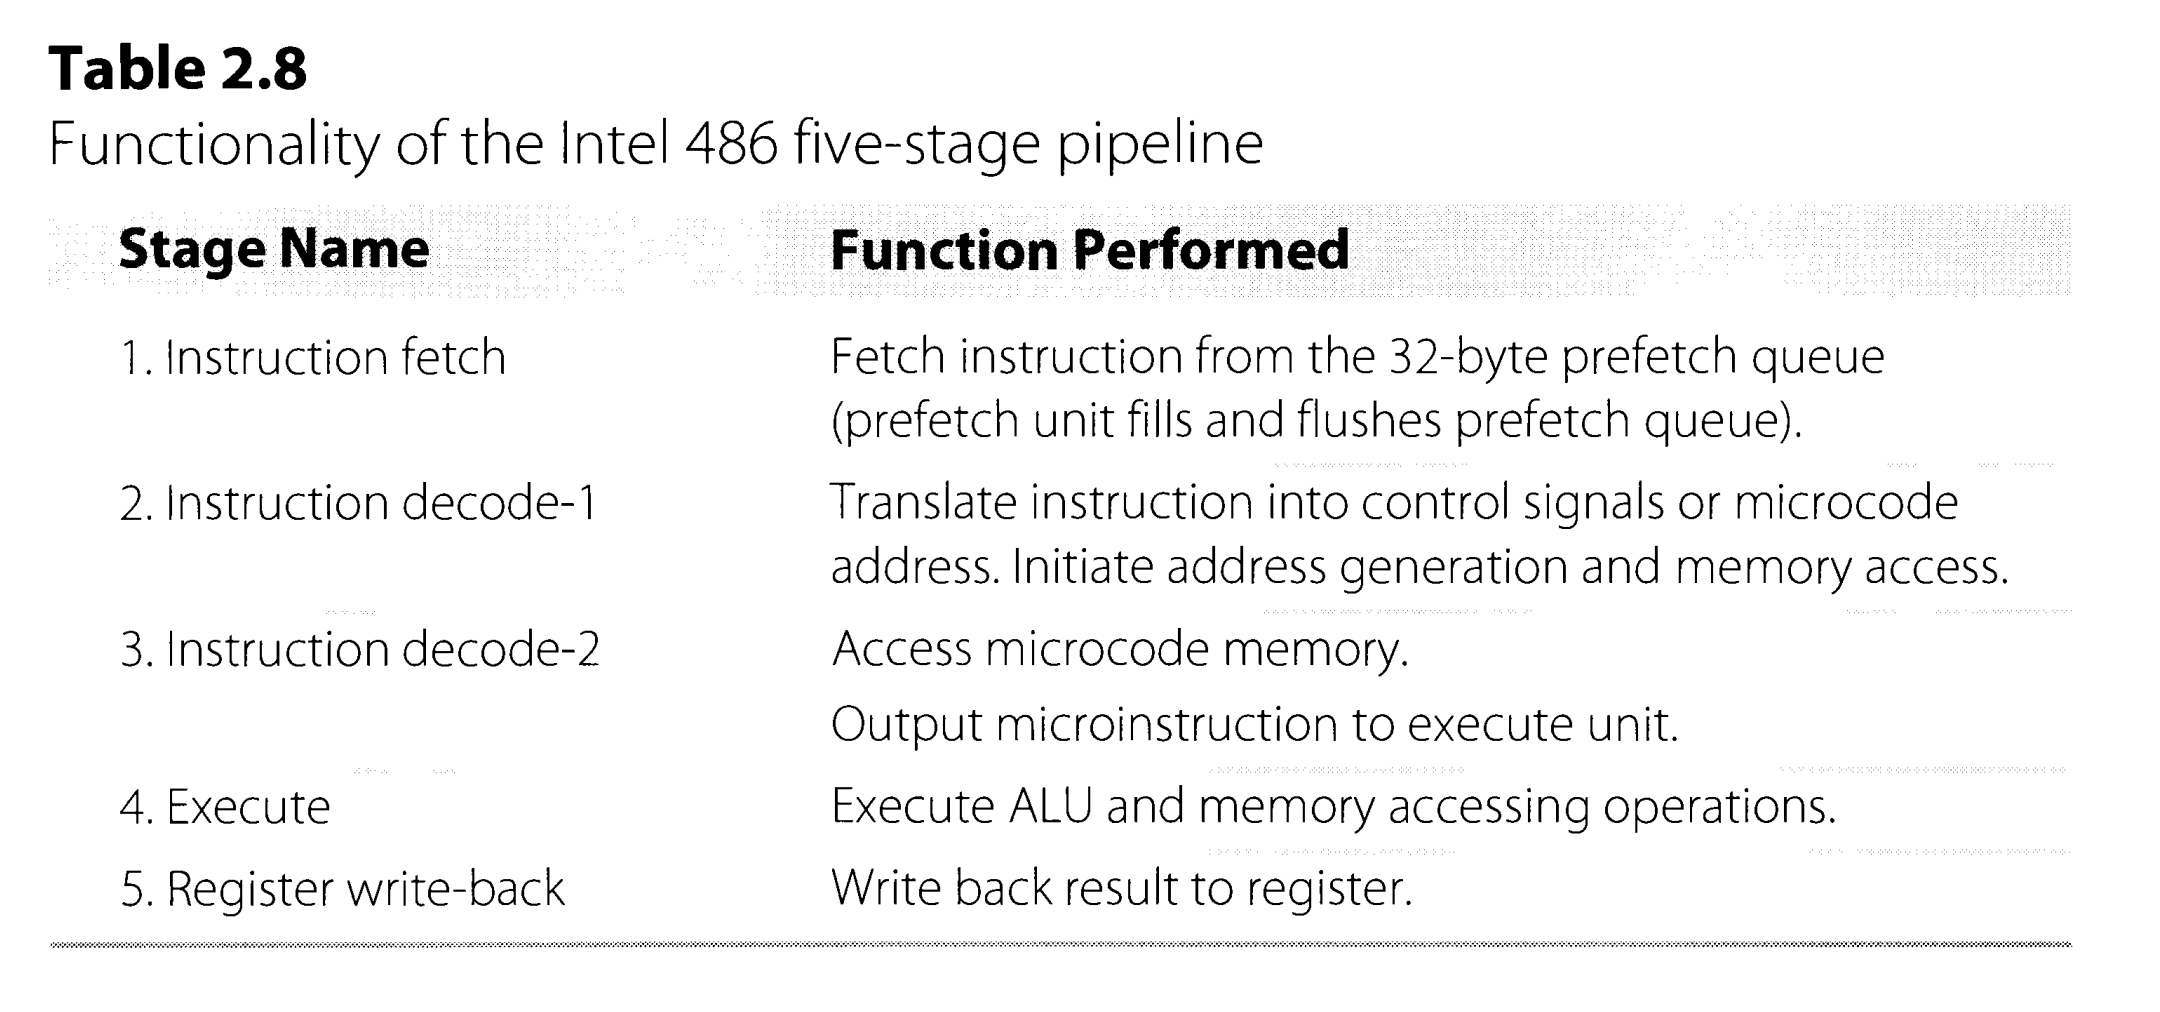 Table 2.8
Functionality of the Intel 486 five-stage pipeline
Stage Name Function Performed
1. Instruction fetch Fetch instruction from the 32-byte prefetch queue
(prefetch unit fills and flushes prefetch queue).
2. Instruction decode-1 Translate instruction into control signals or microcode
address. Initiate address generation and memory access.
3. Instruction decode-2 Access microcode memory.
Output microinstruction to execute unit.
4. Execute Execute ALU and memory accessing operations.
5. Register write-back Write back result to register.